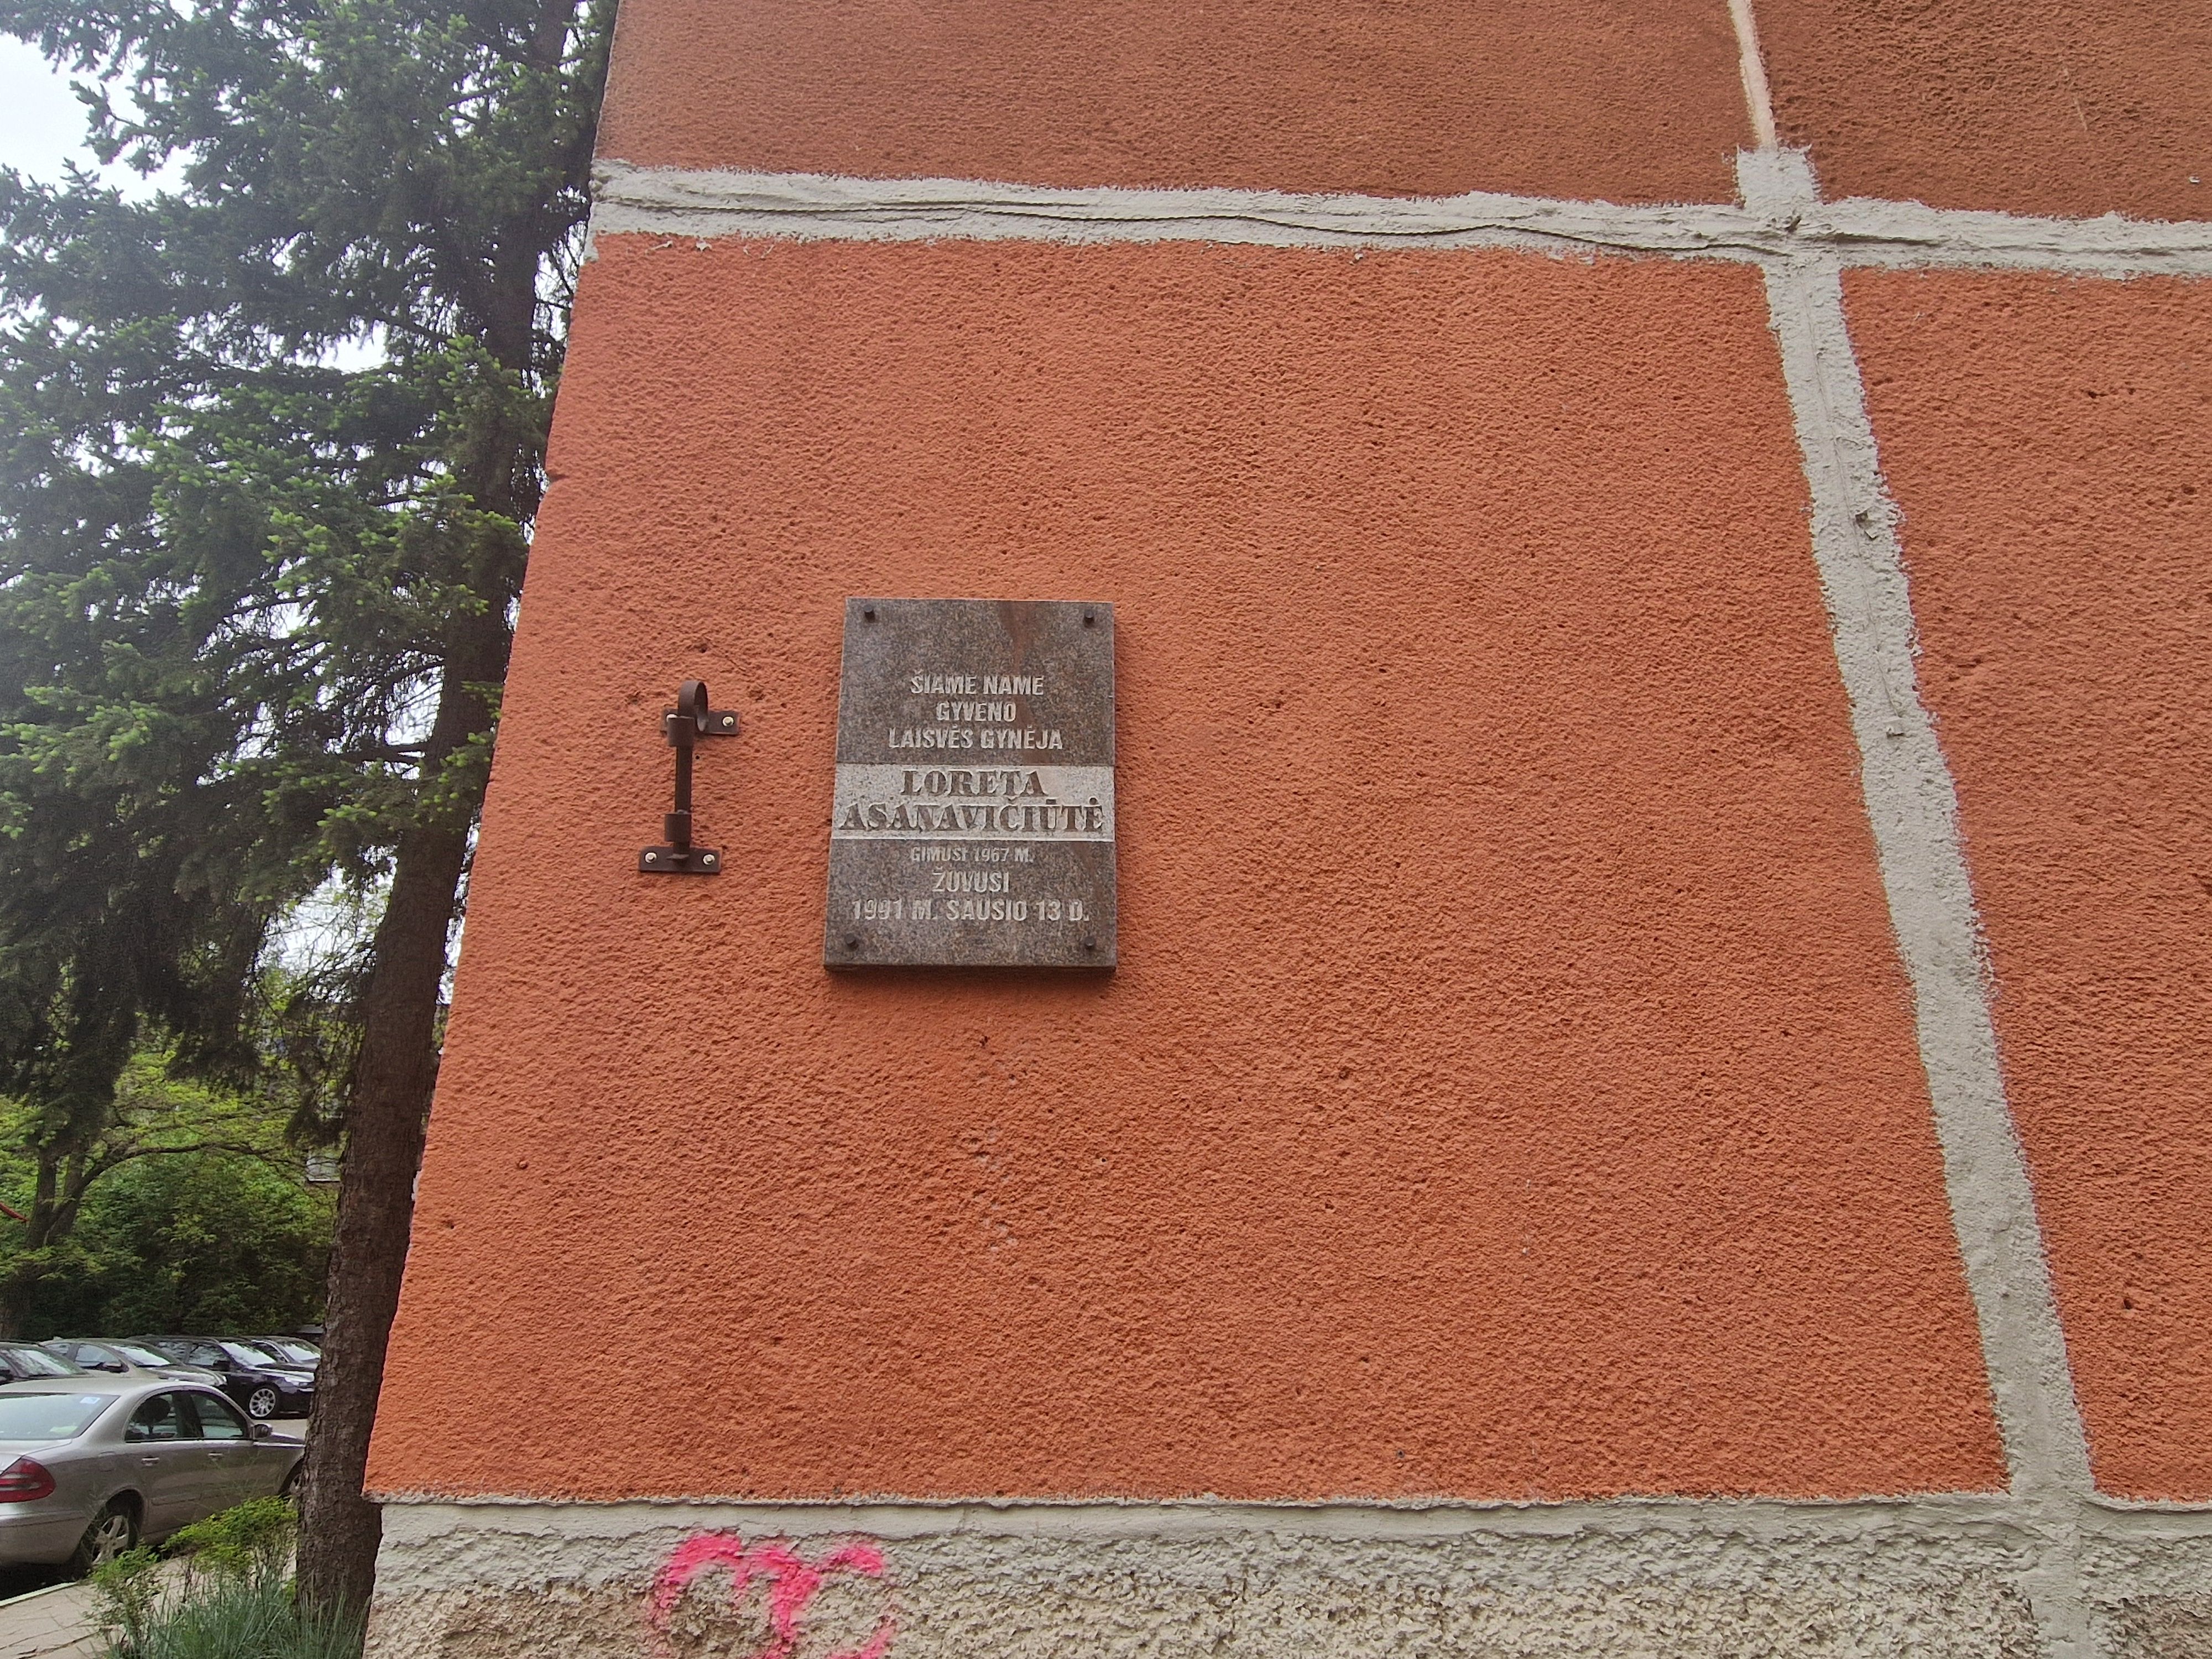 ŠIAME NAME
GYVENO
LAISVĖS GYNĖJA
LORETA
ASANAVIČIŪTĖ
GIMUSI 1967 M.
ŽUVUSI
1991 M. SAUSIO 13 D.